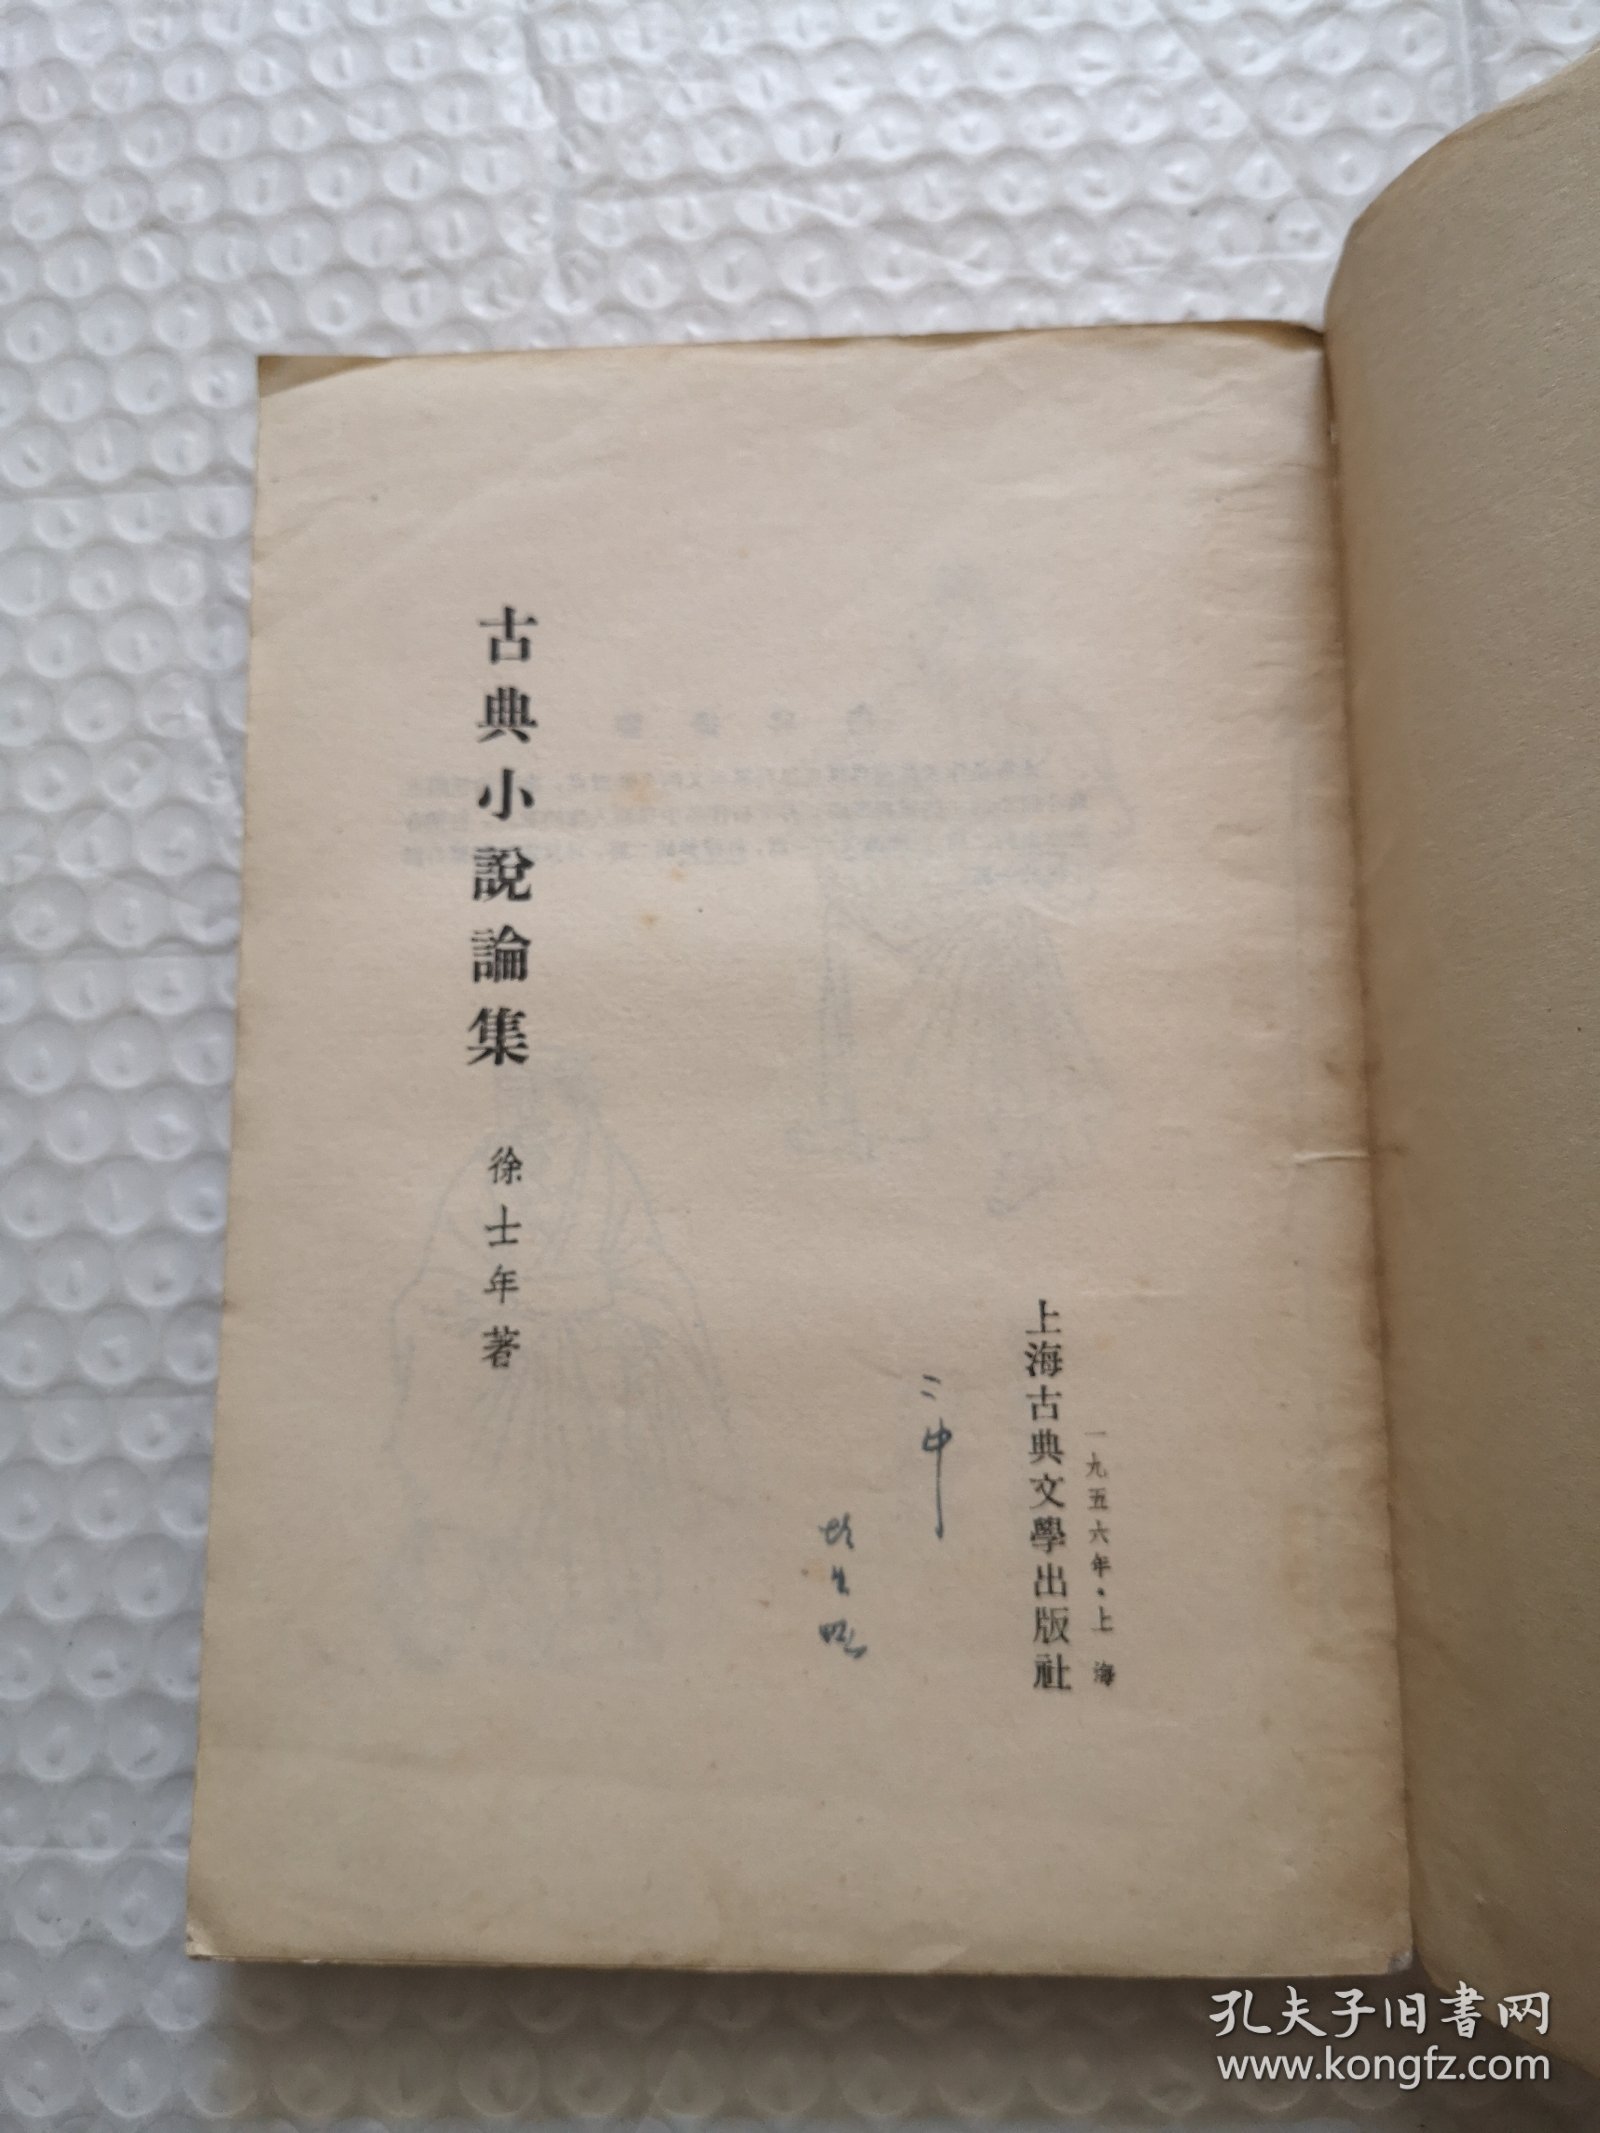 古典小說論集
徐士年著
上海古典文學出版社
一九五六年·上海
二中
孔夫子旧書网
www.kongfz.com